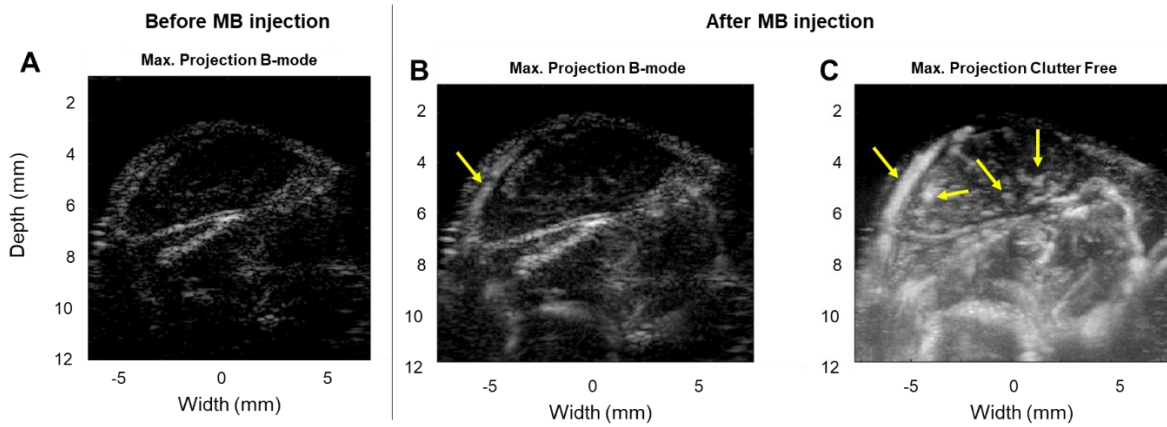 Before MB injection
After MB injection
A
Max. Projection B-mode
B
Max. Projection B-mode
C
Max. Projection Clutter Free
Depth (mm)
2
4
6
8
10
12
-5
0
5
Width (mm)
2
4
6
8
10
12
-5
0
5
Width (mm)
2
4
6
8
10
12
-5
0
5
Width (mm)